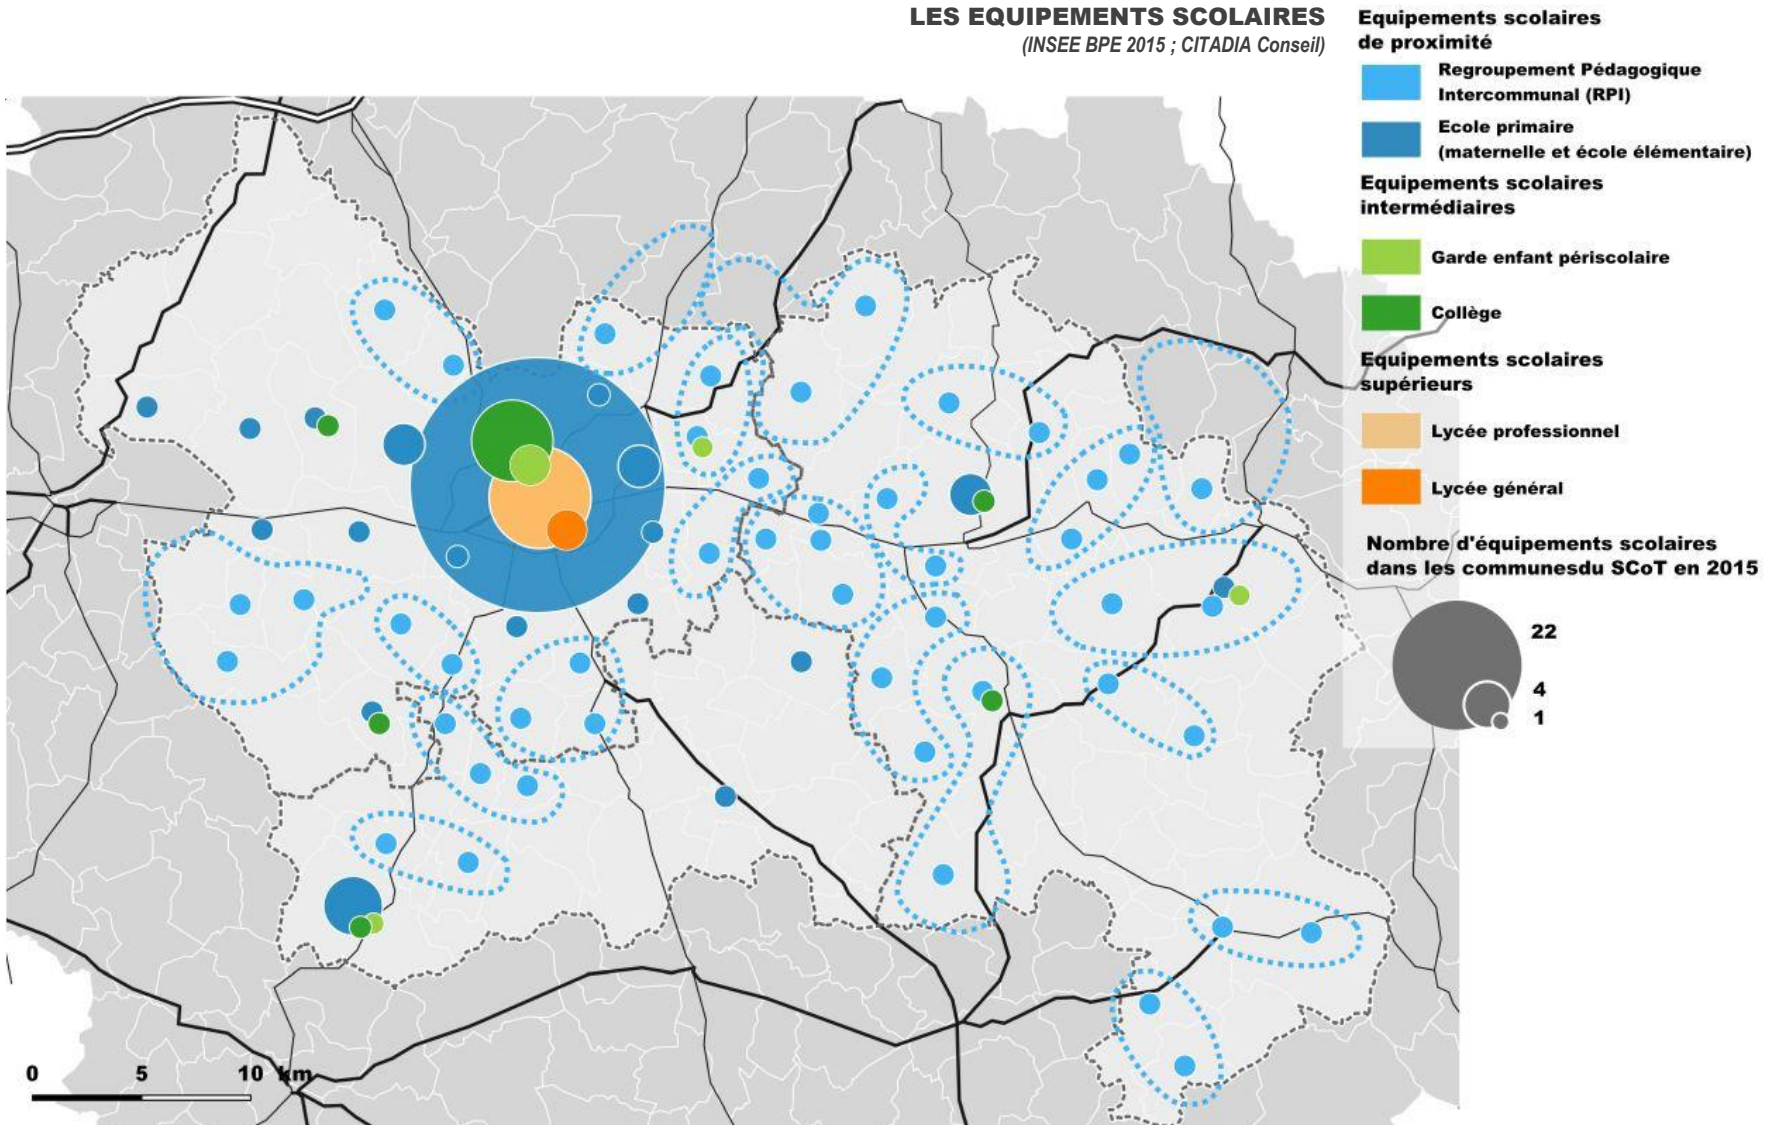 LES EQUIPEMENTS SCOLAIRES
(INSEE BPE 2015 ; CITADIA Conseil)
Equipements scolaires
de proximité
Regroupement Pédagogique
Intercommunal (RPI)
Ecole primaire
(maternelle et école élémentaire)
Equipements scolaires
intermédiaires
Garde enfant périscolaire
Collège
Equipements scolaires
supérieurs
Lycée professionnel
Lycée général
Nombre d'équipements scolaires
dans les communesdu SCoT en 2015
22
4
1
0 5 10 km